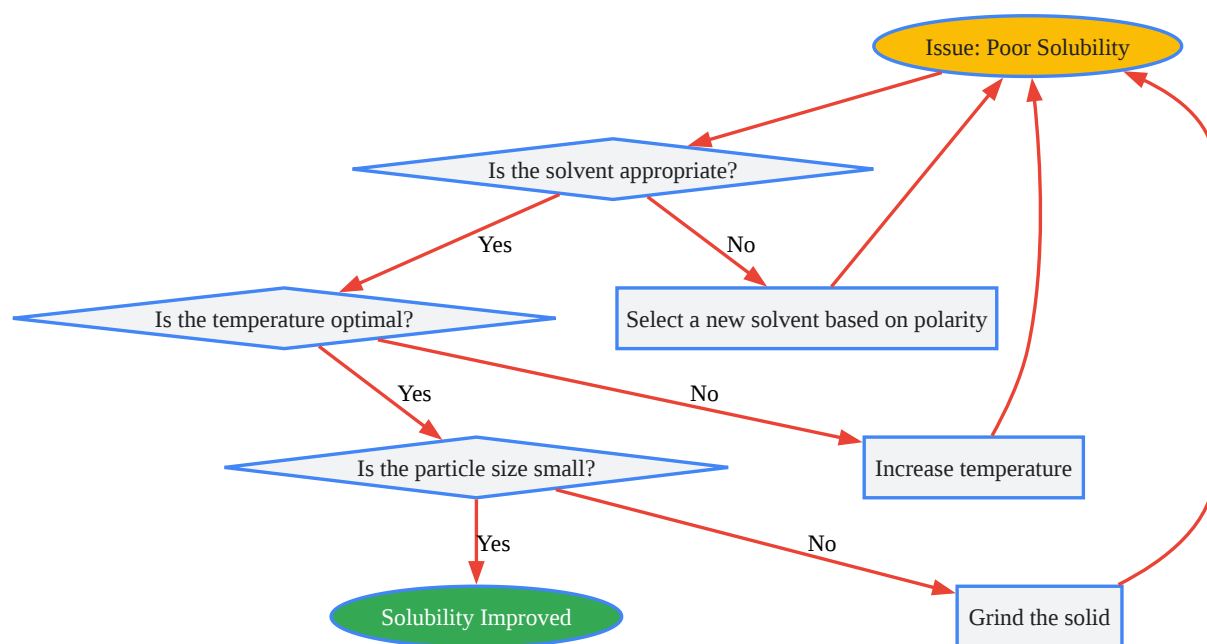 Issue: Poor Solubility
Is the solvent appropriate?
Yes
No
Is the temperature optimal?
Select a new solvent based on polarity
Yes
No
Is the particle size small?
Increase temperature
Yes
No
Solubility Improved
Grind the solid